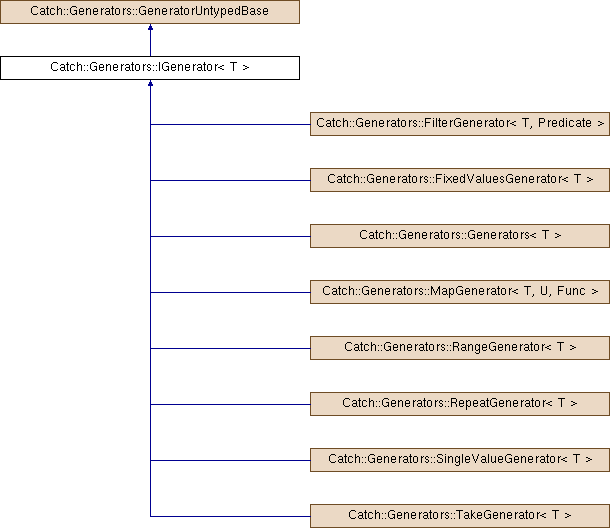 Catch::Generators::GeneratorUntypedBase
Catch::Generators::IGenerator< T >
Catch::Generators::FilterGenerator< T, Predicate >
Catch::Generators::FixedValuesGenerator< T >
Catch::Generators::Generators< T >
Catch::Generators::MapGenerator< T, U, Func >
Catch::Generators::RangeGenerator< T >
Catch::Generators::RepeatGenerator< T >
Catch::Generators::SingleValueGenerator< T >
Catch::Generators::TakeGenerator< T >